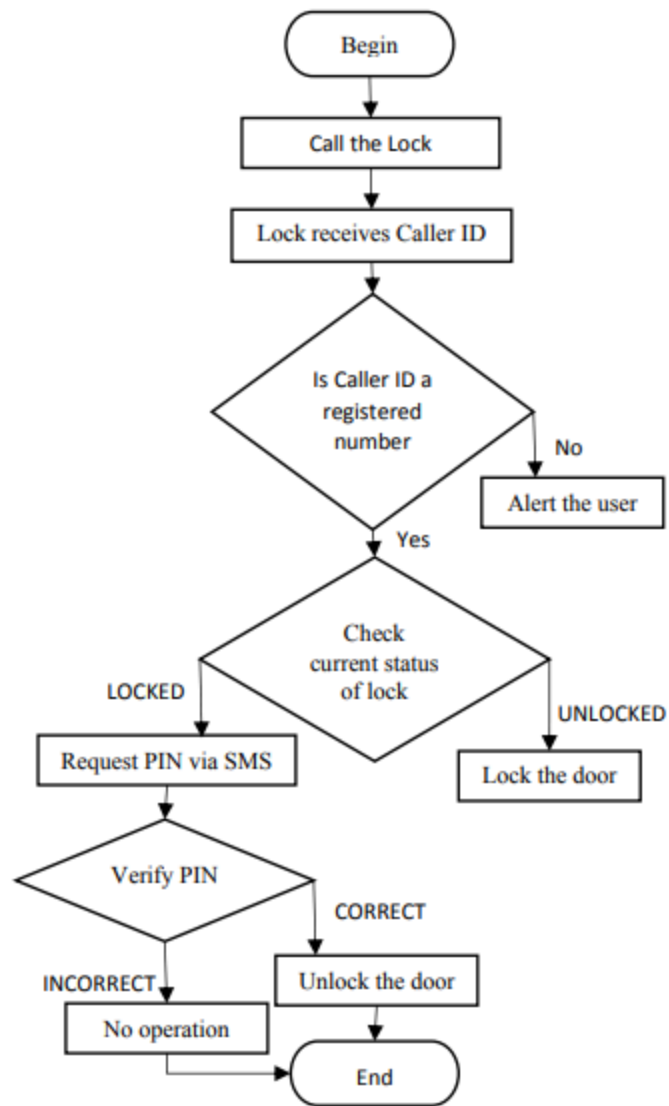 Begin
Call the Lock
Lock receives Caller ID
Is Caller ID a
registered
number
No
Alert the user
Yes
Check
current status
of lock
LOCKED
UNLOCKED
Request PIN via SMS
Lock the door
Verify PIN
CORRECT
INCORRECT
Unlock the door
No operation
End